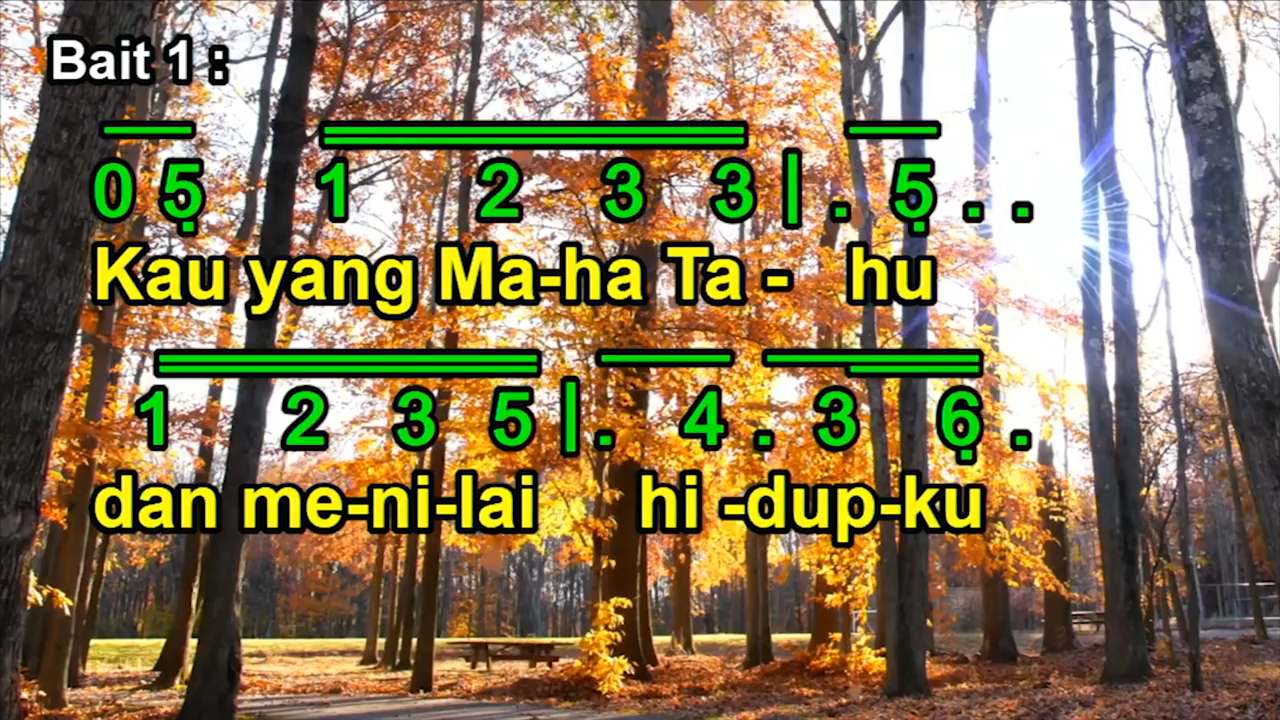 Bait 1 :
0 5̣ 1 2 3 3 | . 5̣ . .
Kau yang Ma-ha Ta - hu
1 2 3 5 | . 4 . 3 6̣ .
dan me-ni-lai hi -dup-ku